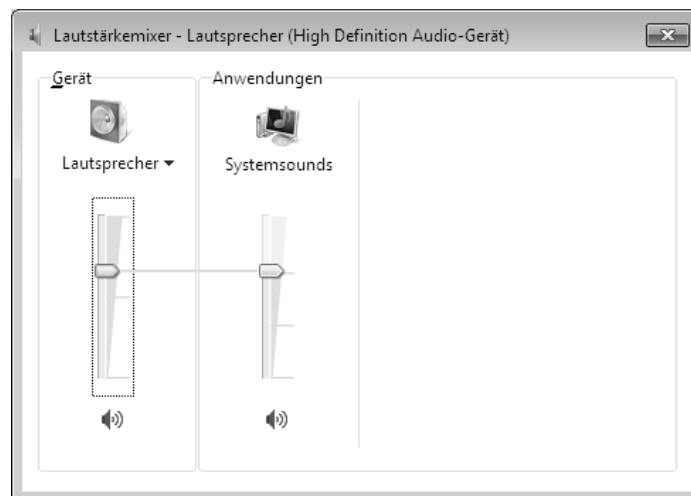 Lautstärkemixer - Lautsprecher (High Definition Audio-Gerät)
Gerät
Anwendungen
Lautsprecher
Systemsounds